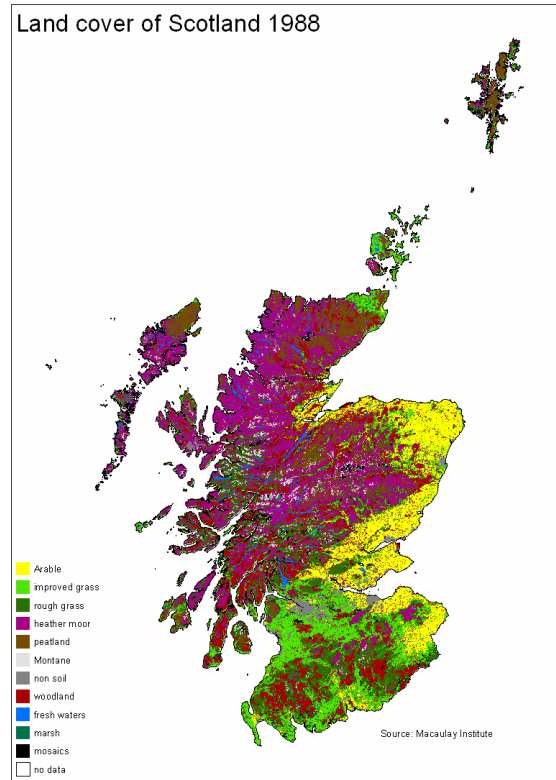 Land cover of Scotland 1988
Arable
improved grass
rough grass
heather moor
peatland
Montane
non soil
woodland
fresh waters
marsh
mosaics
no data
Source: Macaulay Institute